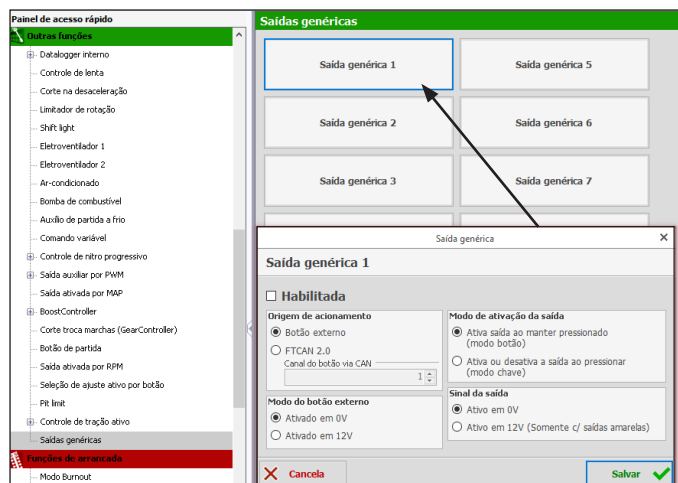 Painel de acesso rápido
Outras funções
Datalogger interno
Controle de lenta
Corte na desaceleração
Limitador de rotação
Shift light
Eletroventilador 1
Eletroventilador 2
Ar-condicionado
Bomba de combustível
Auxílio de partida a frio
Comando variável
Controle de nitro progressivo
Saída auxiliar por PWM
Saída ativada por MAP
BoostController
Corte troca marchas (GearController)
Botão de partida
Saída ativada por RPM
Seleção de ajuste ativo por botão
Pit limit
Controle de tração ativo
Saídas genéricas
Funções de arrancada
Modo Burnout
Saídas genéricas
Saída genérica 1
Saída genérica 5
Saída genérica 2
Saída genérica 6
Saída genérica 3
Saída genérica 7
Saída genérica
Saída genérica 1
Habilitada
Origem de acionamento
Botão externo
FTCAN 2.0
Canal do botão via CAN
1
Modo do botão externo
Ativado em 0V
Ativado em 12V
Modo de ativação da saída
Ativa saída ao manter pressionado
(modo botão)
Ativa ou desativa a saída ao pressionar
(modo chave)
Sinal da saída
Ativo em 0V
Ativo em 12V (Somente c/ saídas amarelas)
Cancela
Salvar